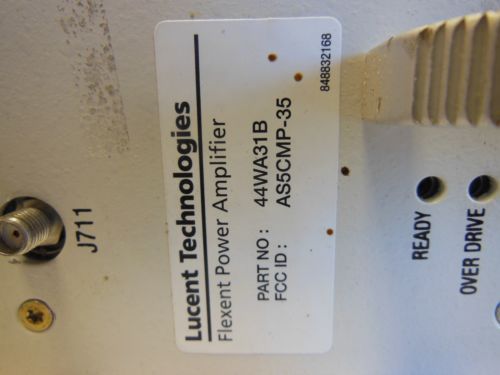 Lucent Technologies
Flexent Power Amplifier
PART NO: 44WA31B
FCC ID: AS5CMP-35
848832168
J711
READY
OVER DRIVE